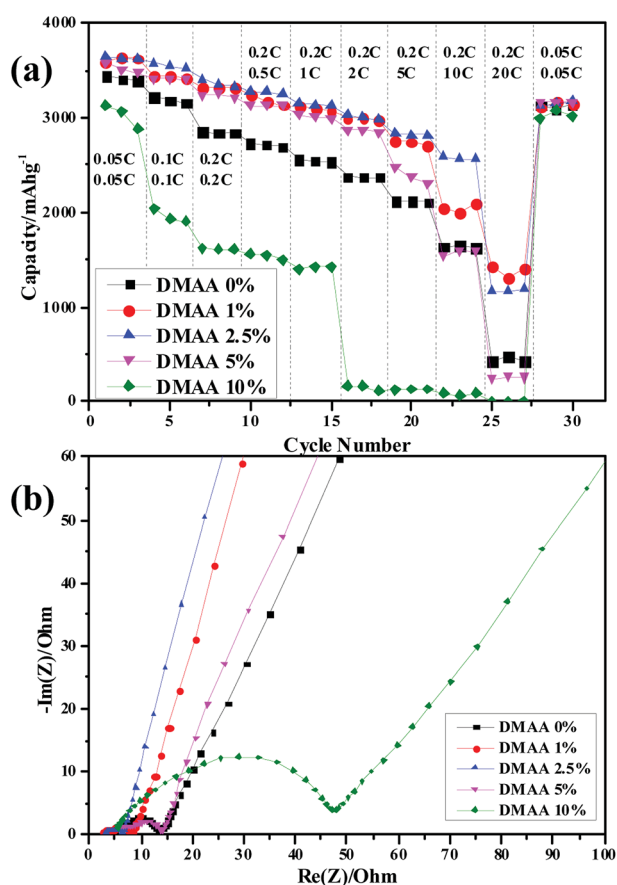 (a)
Capacity/mAhg-1
4000
3000
2000
1000
0
0.05C 0.1C 0.2C
0.05C 0.1C 0.2C
0.2C 0.2C 0.2C 0.2C 0.2C 0.2C 0.05C
0.5C 1C 2C 5C 10C 20C 0.05C
DMAA 0%
DMAA 1%
DMAA 2.5%
DMAA 5%
DMAA 10%
0 5 10 15 20 25 30
Cycle Number
(b)
-Im(Z)/Ohm
60
50
40
30
20
10
0
DMAA 0%
DMAA 1%
DMAA 2.5%
DMAA 5%
DMAA 10%
0 10 20 30 40 50 60 70 80 90 100
Re(Z)/Ohm